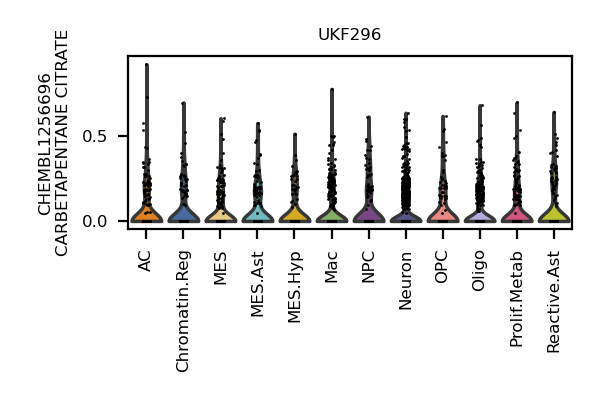 UKF296
CHEMBL1256696
CARBETAPENTANE CITRATE
0.5
0.0
AC
Chromatin.Reg
MES
MES.Ast
MES.Hyp
Mac
NPC
Neuron
OPC
Oligo
Prolif.Metab
Reactive.Ast